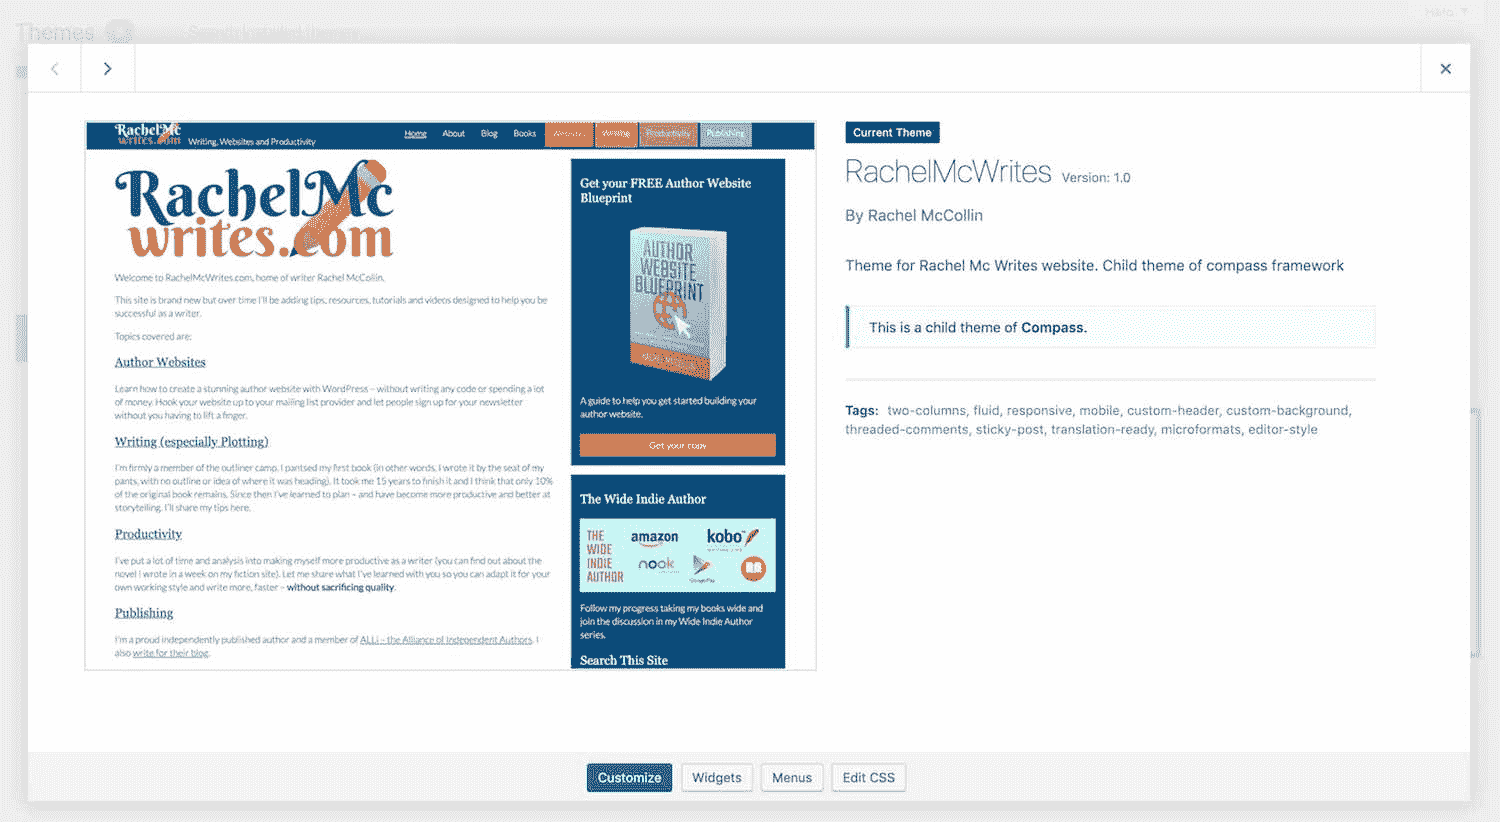 Themes
Help
RachelMc
writes.com
Writing, Websites and Productivity
Home About Blog Books Websites Writing Productivity Publishing
RachelMc
writes.com
Welcome to RachelMcWrites.com, home of writer Rachel McCollin.
This site is brand new but over time I'll be adding tips, resources, tutorials and videos designed to help you be
successful as a writer.
Topics covered are:
Author Websites
Learn how to create a stunning author website with WordPress – without writing any code or spending a lot
of money. Hook your website up to your mailing list provider and let people sign up for your newsletter
without you having to lift a finger.
Writing (especially Plotting)
I'm firmly a member of the outliner camp. I pantsed my first book (in other words, I wrote it by the seat of my
pants, with no outline or idea of where it was heading). It took me 15 years to finish it and I think that only 10%
of the original book remains. Since then I've learned to plan – and have become more productive and better at
storytelling. I'll share my tips here.
Productivity
I've put a lot of time and analysis into making myself more productive as a writer (you can find out about the
novel I wrote in a week on my fiction site). Let me share what I've learned with you so you can adapt it for your
own working style and write more, faster – without sacrificing quality.
Publishing
I'm a proud independently published author and a member of ALLi – the Alliance of Independent Authors. I
also write for their blog.
Get your FREE Author Website
Blueprint
AUTHOR
WEBSITE
BLUEPRINT
A guide to help you get started building your
author website.
Get your copy
The Wide Indie Author
THE
WIDE
INDIE
AUTHOR
amazon
kobo
nook
Google Play
Follow my progress taking my books wide and
join the discussion in my Wide Indie Author
series.
Search This Site
Current Theme
RachelMcWrites Version: 1.0
By Rachel McCollin
Theme for Rachel Mc Writes website. Child theme of compass framework
This is a child theme of Compass.
Tags: two-columns, fluid, responsive, mobile, custom-header, custom-background,
threaded-comments, sticky-post, translation-ready, microformats, editor-style
Customize Widgets Menus Edit CSS